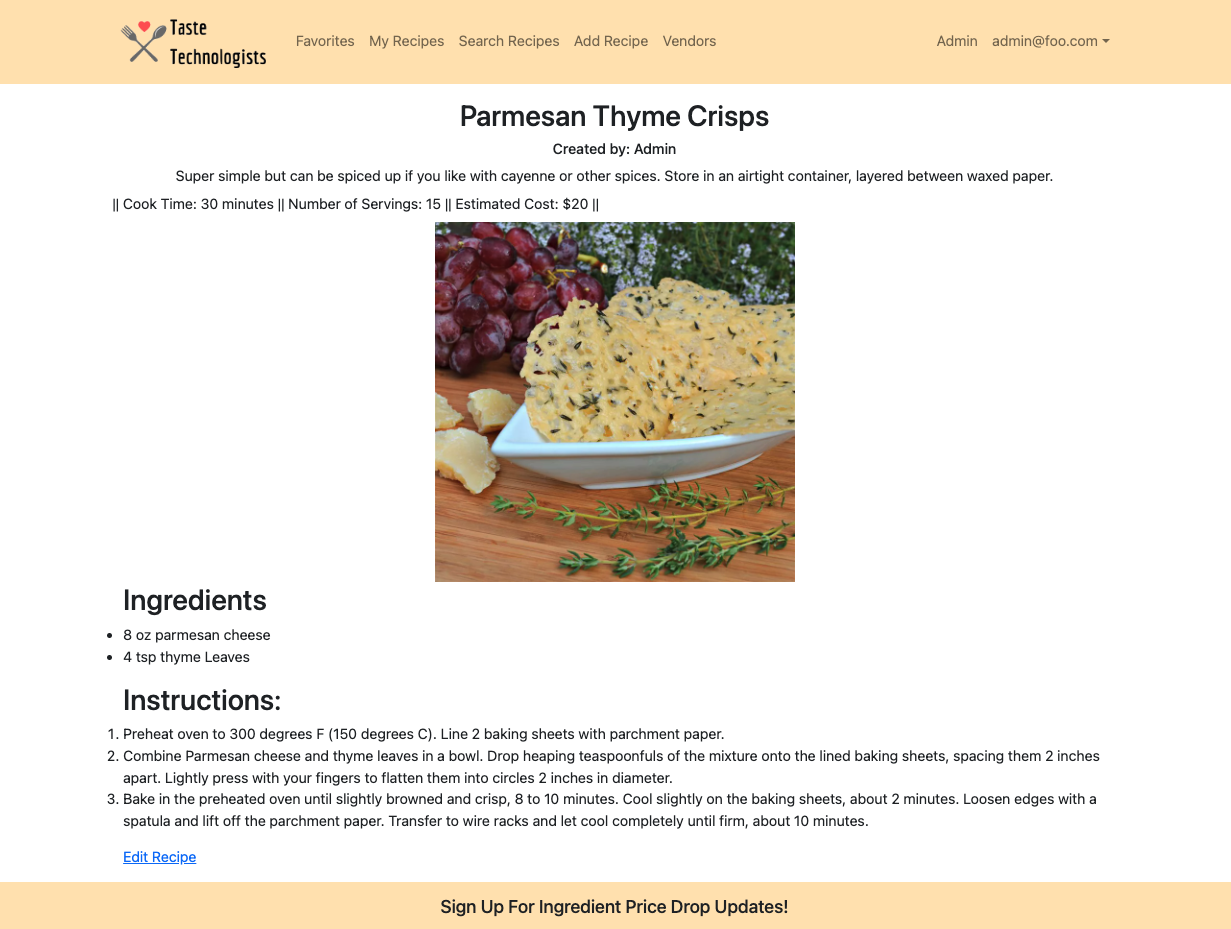 Taste
Technologists
Favorites My Recipes Search Recipes Add Recipe Vendors Admin admin@foo.com
Parmesan Thyme Crisps
Created by: Admin
Super simple but can be spiced up if you like with cayenne or other spices. Store in an airtight container, layered between waxed paper.
|| Cook Time: 30 minutes || Number of Servings: 15 || Estimated Cost: $20 ||
Ingredients
• 8 oz parmesan cheese
• 4 tsp thyme Leaves
Instructions:
1. Preheat oven to 300 degrees F (150 degrees C). Line 2 baking sheets with parchment paper.
2. Combine Parmesan cheese and thyme leaves in a bowl. Drop heaping teaspoonfuls of the mixture onto the lined baking sheets, spacing them 2 inches
apart. Lightly press with your fingers to flatten them into circles 2 inches in diameter.
3. Bake in the preheated oven until slightly browned and crisp, 8 to 10 minutes. Cool slightly on the baking sheets, about 2 minutes. Loosen edges with a
spatula and lift off the parchment paper. Transfer to wire racks and let cool completely until firm, about 10 minutes.
Edit Recipe
Sign Up For Ingredient Price Drop Updates!